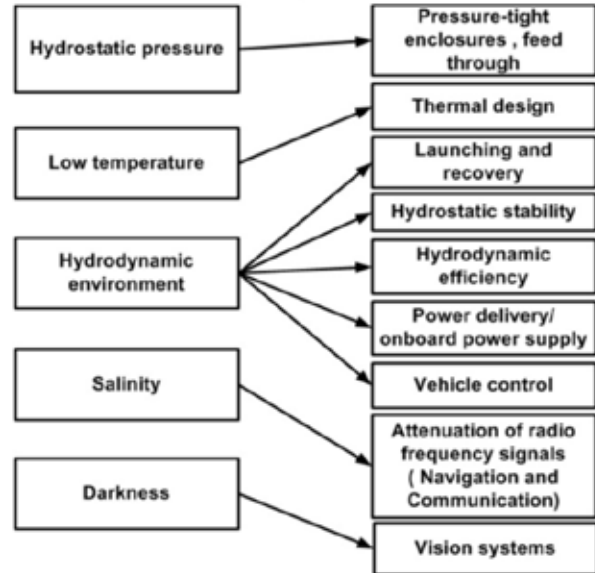 Hydrostatic pressure
Pressure-tight
enclosures , feed
through
Low temperature
Thermal design
Launching and
recovery
Hydrodynamic
environment
Hydrostatic stability
Hydrodynamic
efficiency
Power delivery/
onboard power supply
Salinity
Vehicle control
Attenuation of radio
frequency signals
( Navigation and
Communication)
Darkness
Vision systems